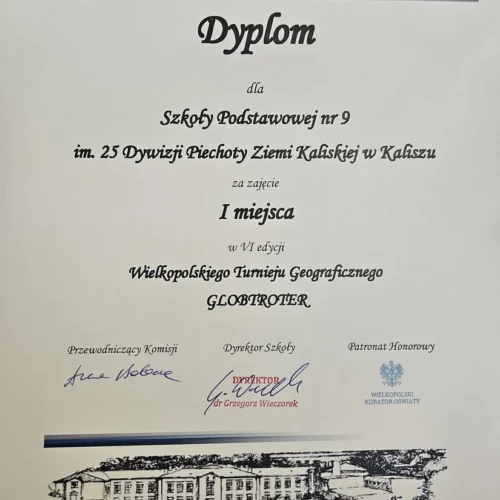 Dyplom
dla
Szkoły Podstawowej nr 9
im. 25 Dywizji Piechoty Ziemi Kaliskiej w Kaliszu
za zajęcie
I miejsca
w VI edycji
Wielkopolskiego Turnieju Geograficznego
GLOBTROTER
Przewodniczący Komisji
Dyrektor Szkoły
Patronat Honorowy
DYREKTOR
dr Grzegorz Wieczorek
WIELKOPOLSKI
KURATOR OŚWIATY